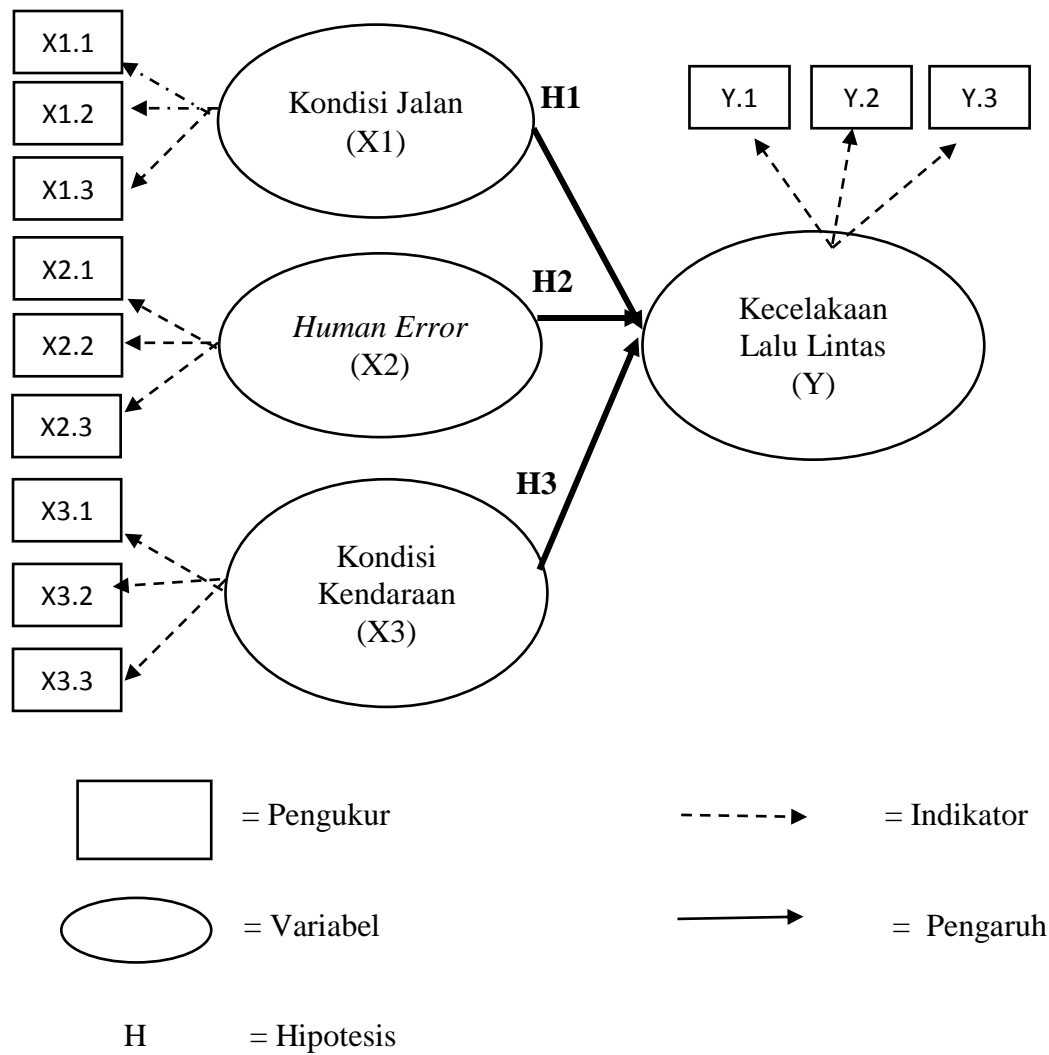 X1.1
X1.2
X1.3
Kondisi Jalan
(X1)
H1
Y.1
Y.2
Y.3
X2.1
X2.2
X2.3
Human Error
(X2)
H2
Kecelakaan
Lalu Lintas
(Y)
X3.1
X3.2
X3.3
Kondisi
Kendaraan
(X3)
H3
= Pengukur
= Indikator
= Variabel
= Pengaruh
H = Hipotesis